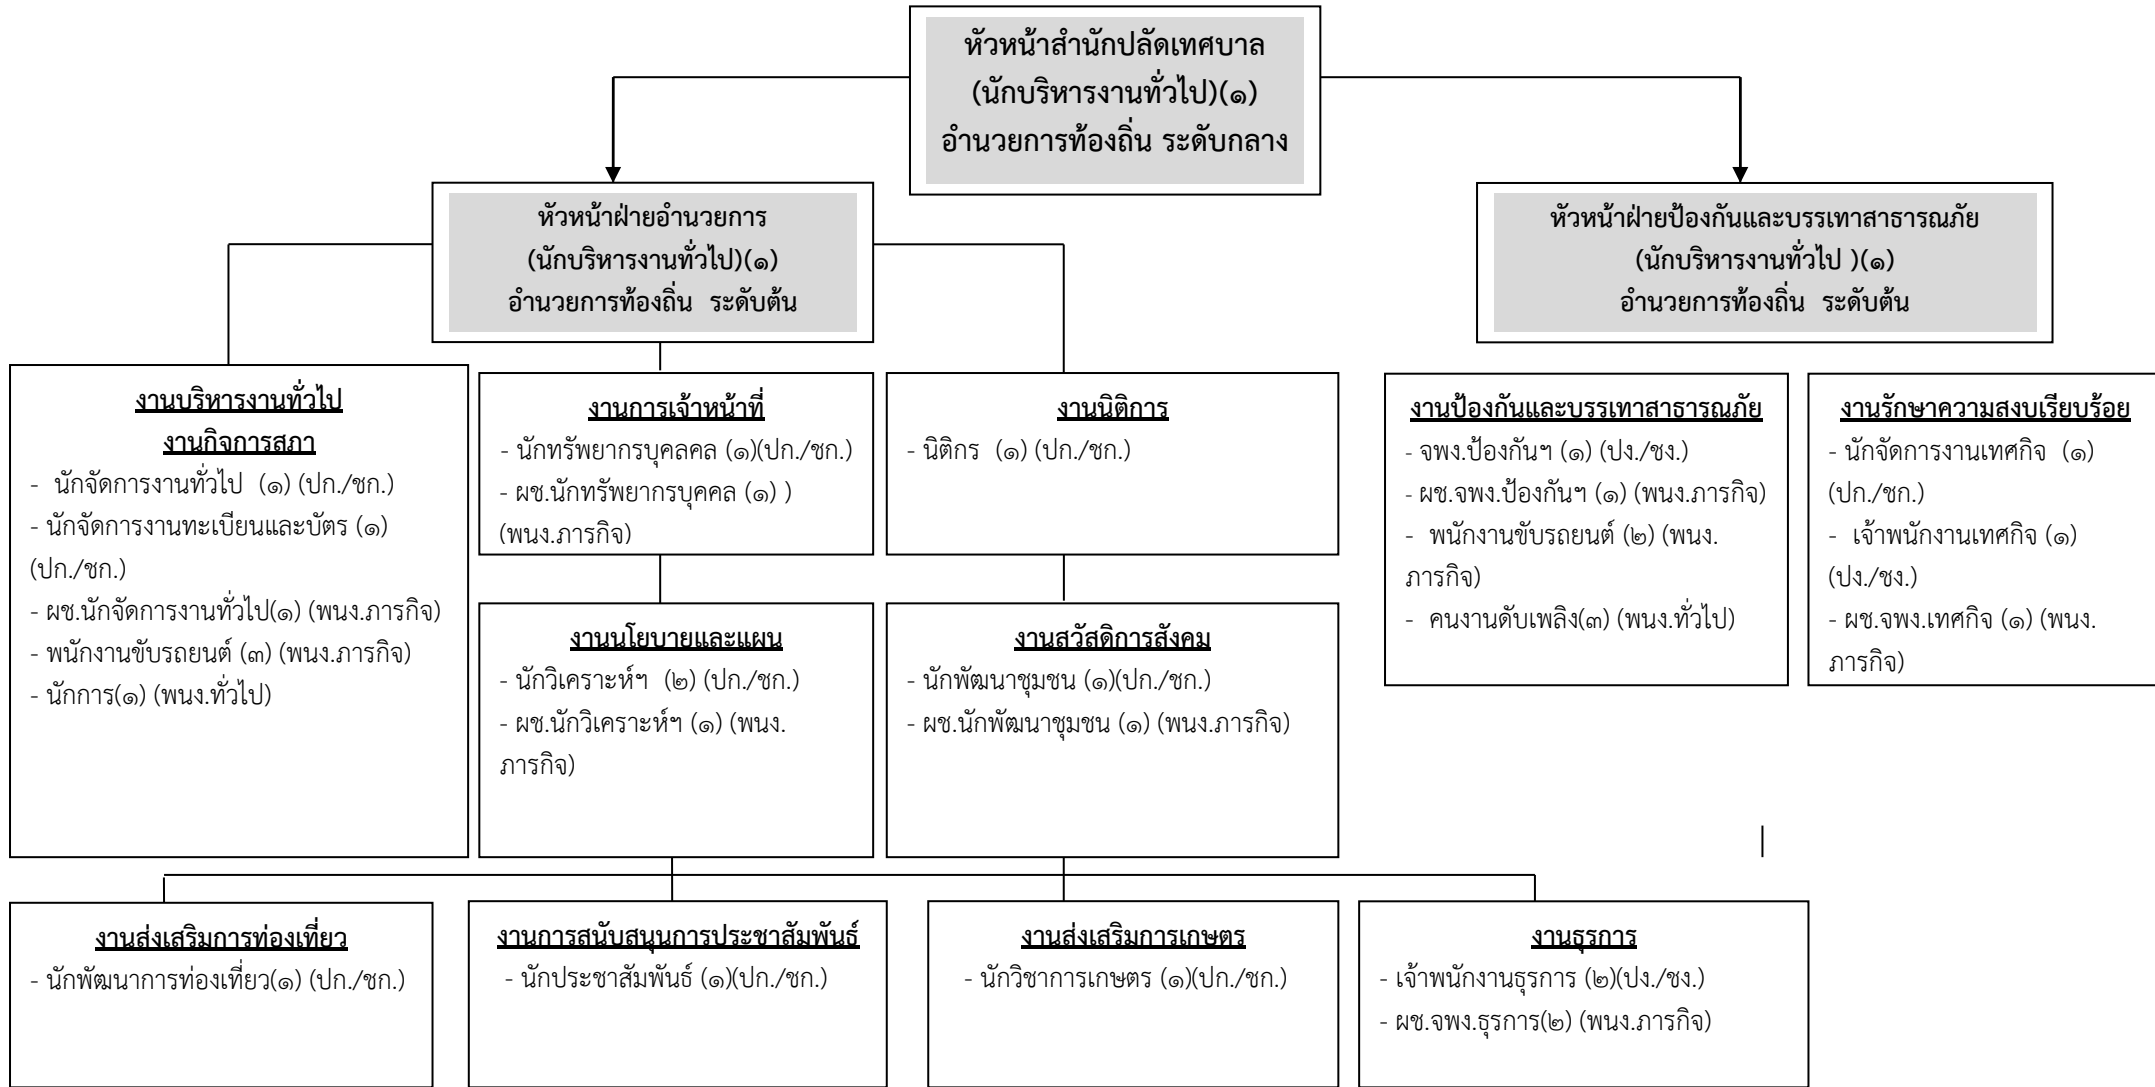 หัวหน้าสำนักปลัดเทศบาล
(นักบริหารงานทั่วไป)(๑)
อำนวยการท้องถิ่น ระดับกลาง
หัวหน้าฝ่ายอำนวยการ
(นักบริหารงานทั่วไป)(๑)
อำนวยการท้องถิ่น ระดับต้น
หัวหน้าฝ่ายป้องกันและบรรเทาสาธารณภัย
(นักบริหารงานทั่วไป )(๑)
อำนวยการท้องถิ่น ระดับต้น
งานบริหารงานทั่วไป
งานกิจการสภา
- นักจัดการงานทั่วไป (๑) (ปก./ชก.)
- นักจัดการงานทะเบียนและบัตร (๑)
(ปก./ชก.)
- ผช.นักจัดการงานทั่วไป(๑) (พนง.ภารกิจ)
- พนักงานขับรถยนต์ (๓) (พนง.ภารกิจ)
- นักการ(๑) (พนง.ทั่วไป)
งานการเจ้าหน้าที่
- นักทรัพยากรบุคลคล (๑)(ปก./ชก.)
- ผช.นักทรัพยากรบุคคล (๑) )
(พนง.ภารกิจ)
งานนิติการ
- นิติกร (๑) (ปก./ชก.)
งานป้องกันและบรรเทาสาธารณภัย
- จพง.ป้องกันฯ (๑) (ปง./ชง.)
- ผช.จพง.ป้องกันฯ (๑) (พนง.ภารกิจ)
- พนักงานขับรถยนต์ (๒) (พนง.
ภารกิจ)
- คนงานดับเพลิง(๓) (พนง.ทั่วไป)
งานรักษาความสงบเรียบร้อย
- นักจัดการงานเทศกิจ (๑)
(ปก./ชก.)
- เจ้าพนักงานเทศกิจ (๑)
(ปง./ชง.)
- ผช.จพง.เทศกิจ (๑) (พนง.
ภารกิจ)
งานนโยบายและแผน
- นักวิเคราะห์ฯ (๒) (ปก./ชก.)
- ผช.นักวิเคราะห์ฯ (๑) (พนง.
ภารกิจ)
งานสวัสดิการสังคม
- นักพัฒนาชุมชน (๑)(ปก./ชก.)
- ผช.นักพัฒนาชุมชน (๑) (พนง.ภารกิจ)
งานส่งเสริมการท่องเที่ยว
- นักพัฒนาการท่องเที่ยว(๑) (ปก./ชก.)
งานการสนับสนุนการประชาสัมพันธ์
- นักประชาสัมพันธ์ (๑)(ปก./ชก.)
งานส่งเสริมการเกษตร
- นักวิชาการเกษตร (๑)(ปก./ชก.)
งานธุรการ
- เจ้าพนักงานธุรการ (๒)(ปง./ชง.)
- ผช.จพง.ธุรการ(๒) (พนง.ภารกิจ)